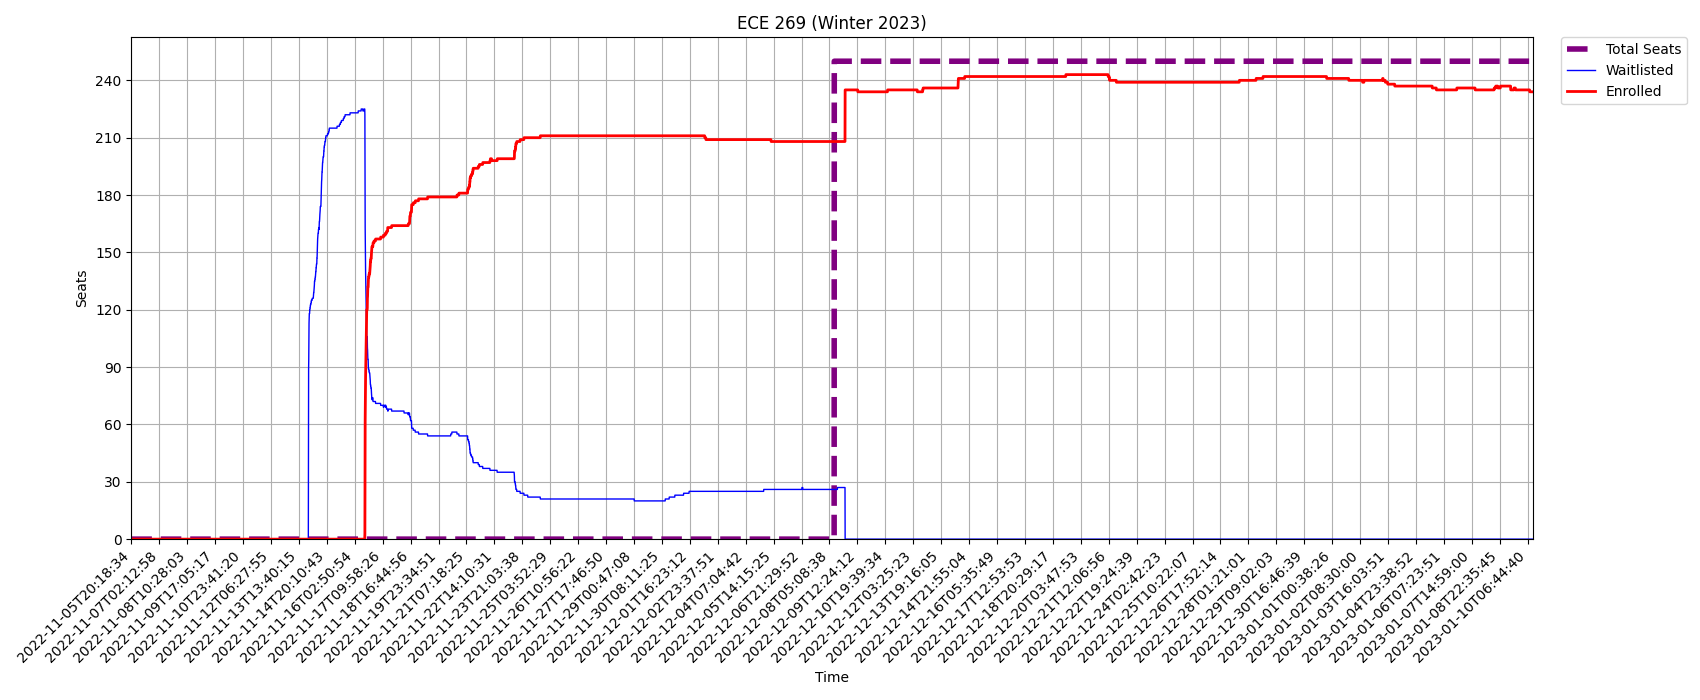 ECE 269 (Winter 2023)
Total Seats
Waitlisted
Enrolled
Seats
240
210
180
150
120
90
60
30
0
2022-11-05T20:18:34
2022-11-07T02:12:58
2022-11-08T10:28:03
2022-11-09T17:05:17
2022-11-10T23:41:20
2022-11-12T06:27:55
2022-11-13T13:40:15
2022-11-14T20:10:43
2022-11-16T02:50:54
2022-11-17T09:58:26
2022-11-18T16:44:56
2022-11-19T23:34:51
2022-11-21T07:18:25
2022-11-22T14:10:31
2022-11-23T21:03:38
2022-11-25T03:52:29
2022-11-26T10:56:22
2022-11-27T17:46:50
2022-11-29T00:47:08
2022-11-30T08:11:25
2022-12-01T16:23:12
2022-12-02T23:37:51
2022-12-04T07:04:42
2022-12-05T14:15:25
2022-12-06T21:29:52
2022-12-08T05:08:38
2022-12-09T12:24:12
2022-12-10T19:39:34
2022-12-12T03:25:23
2022-12-13T19:16:05
2022-12-14T21:55:04
2022-12-16T05:35:49
2022-12-17T12:53:53
2022-12-18T20:29:17
2022-12-20T03:47:53
2022-12-21T12:06:56
2022-12-22T19:24:39
2022-12-24T02:42:23
2022-12-25T10:22:07
2022-12-26T17:52:14
2022-12-28T01:21:01
2022-12-29T09:02:03
2022-12-30T16:46:39
2023-01-01T00:38:26
2023-01-02T08:30:00
2023-01-03T16:03:51
2023-01-04T23:38:52
2023-01-06T07:23:51
2023-01-07T14:59:00
2023-01-08T22:35:45
2023-01-10T06:44:40
Time